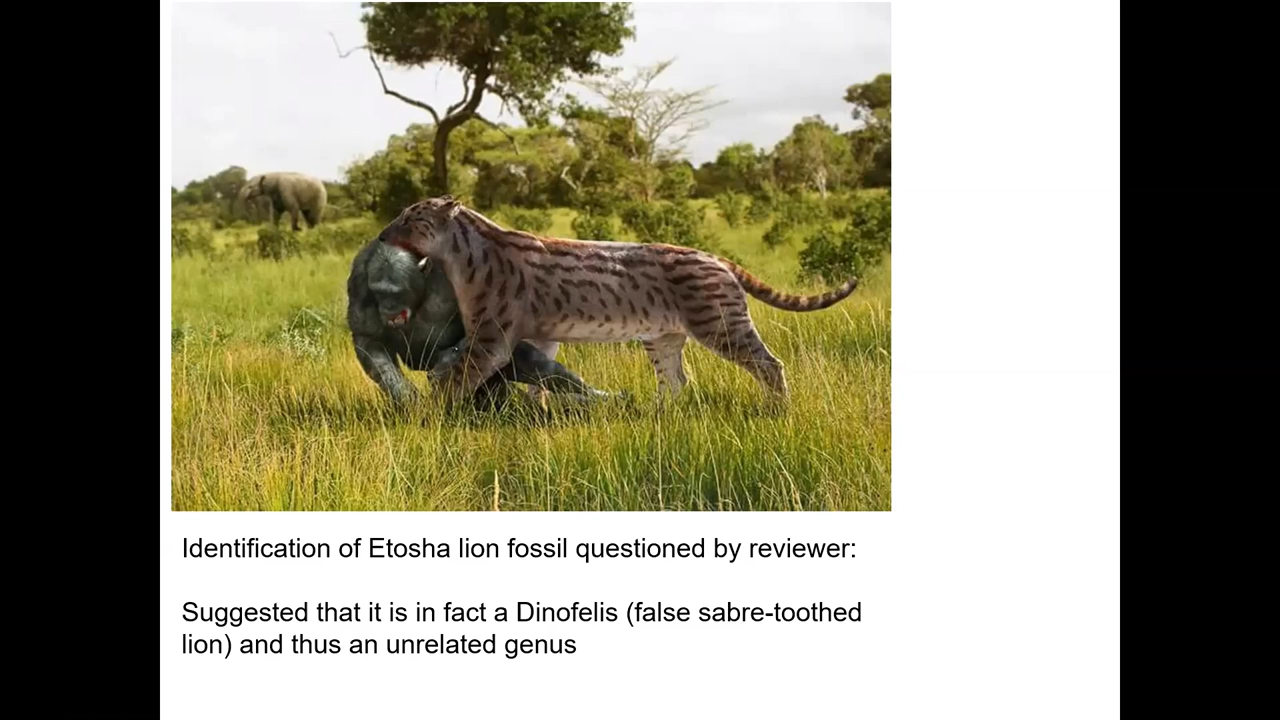 Identification of Etosha lion fossil questioned by reviewer:
Suggested that it is in fact a Dinofelis (false sabre-toothed
lion) and thus an unrelated genus